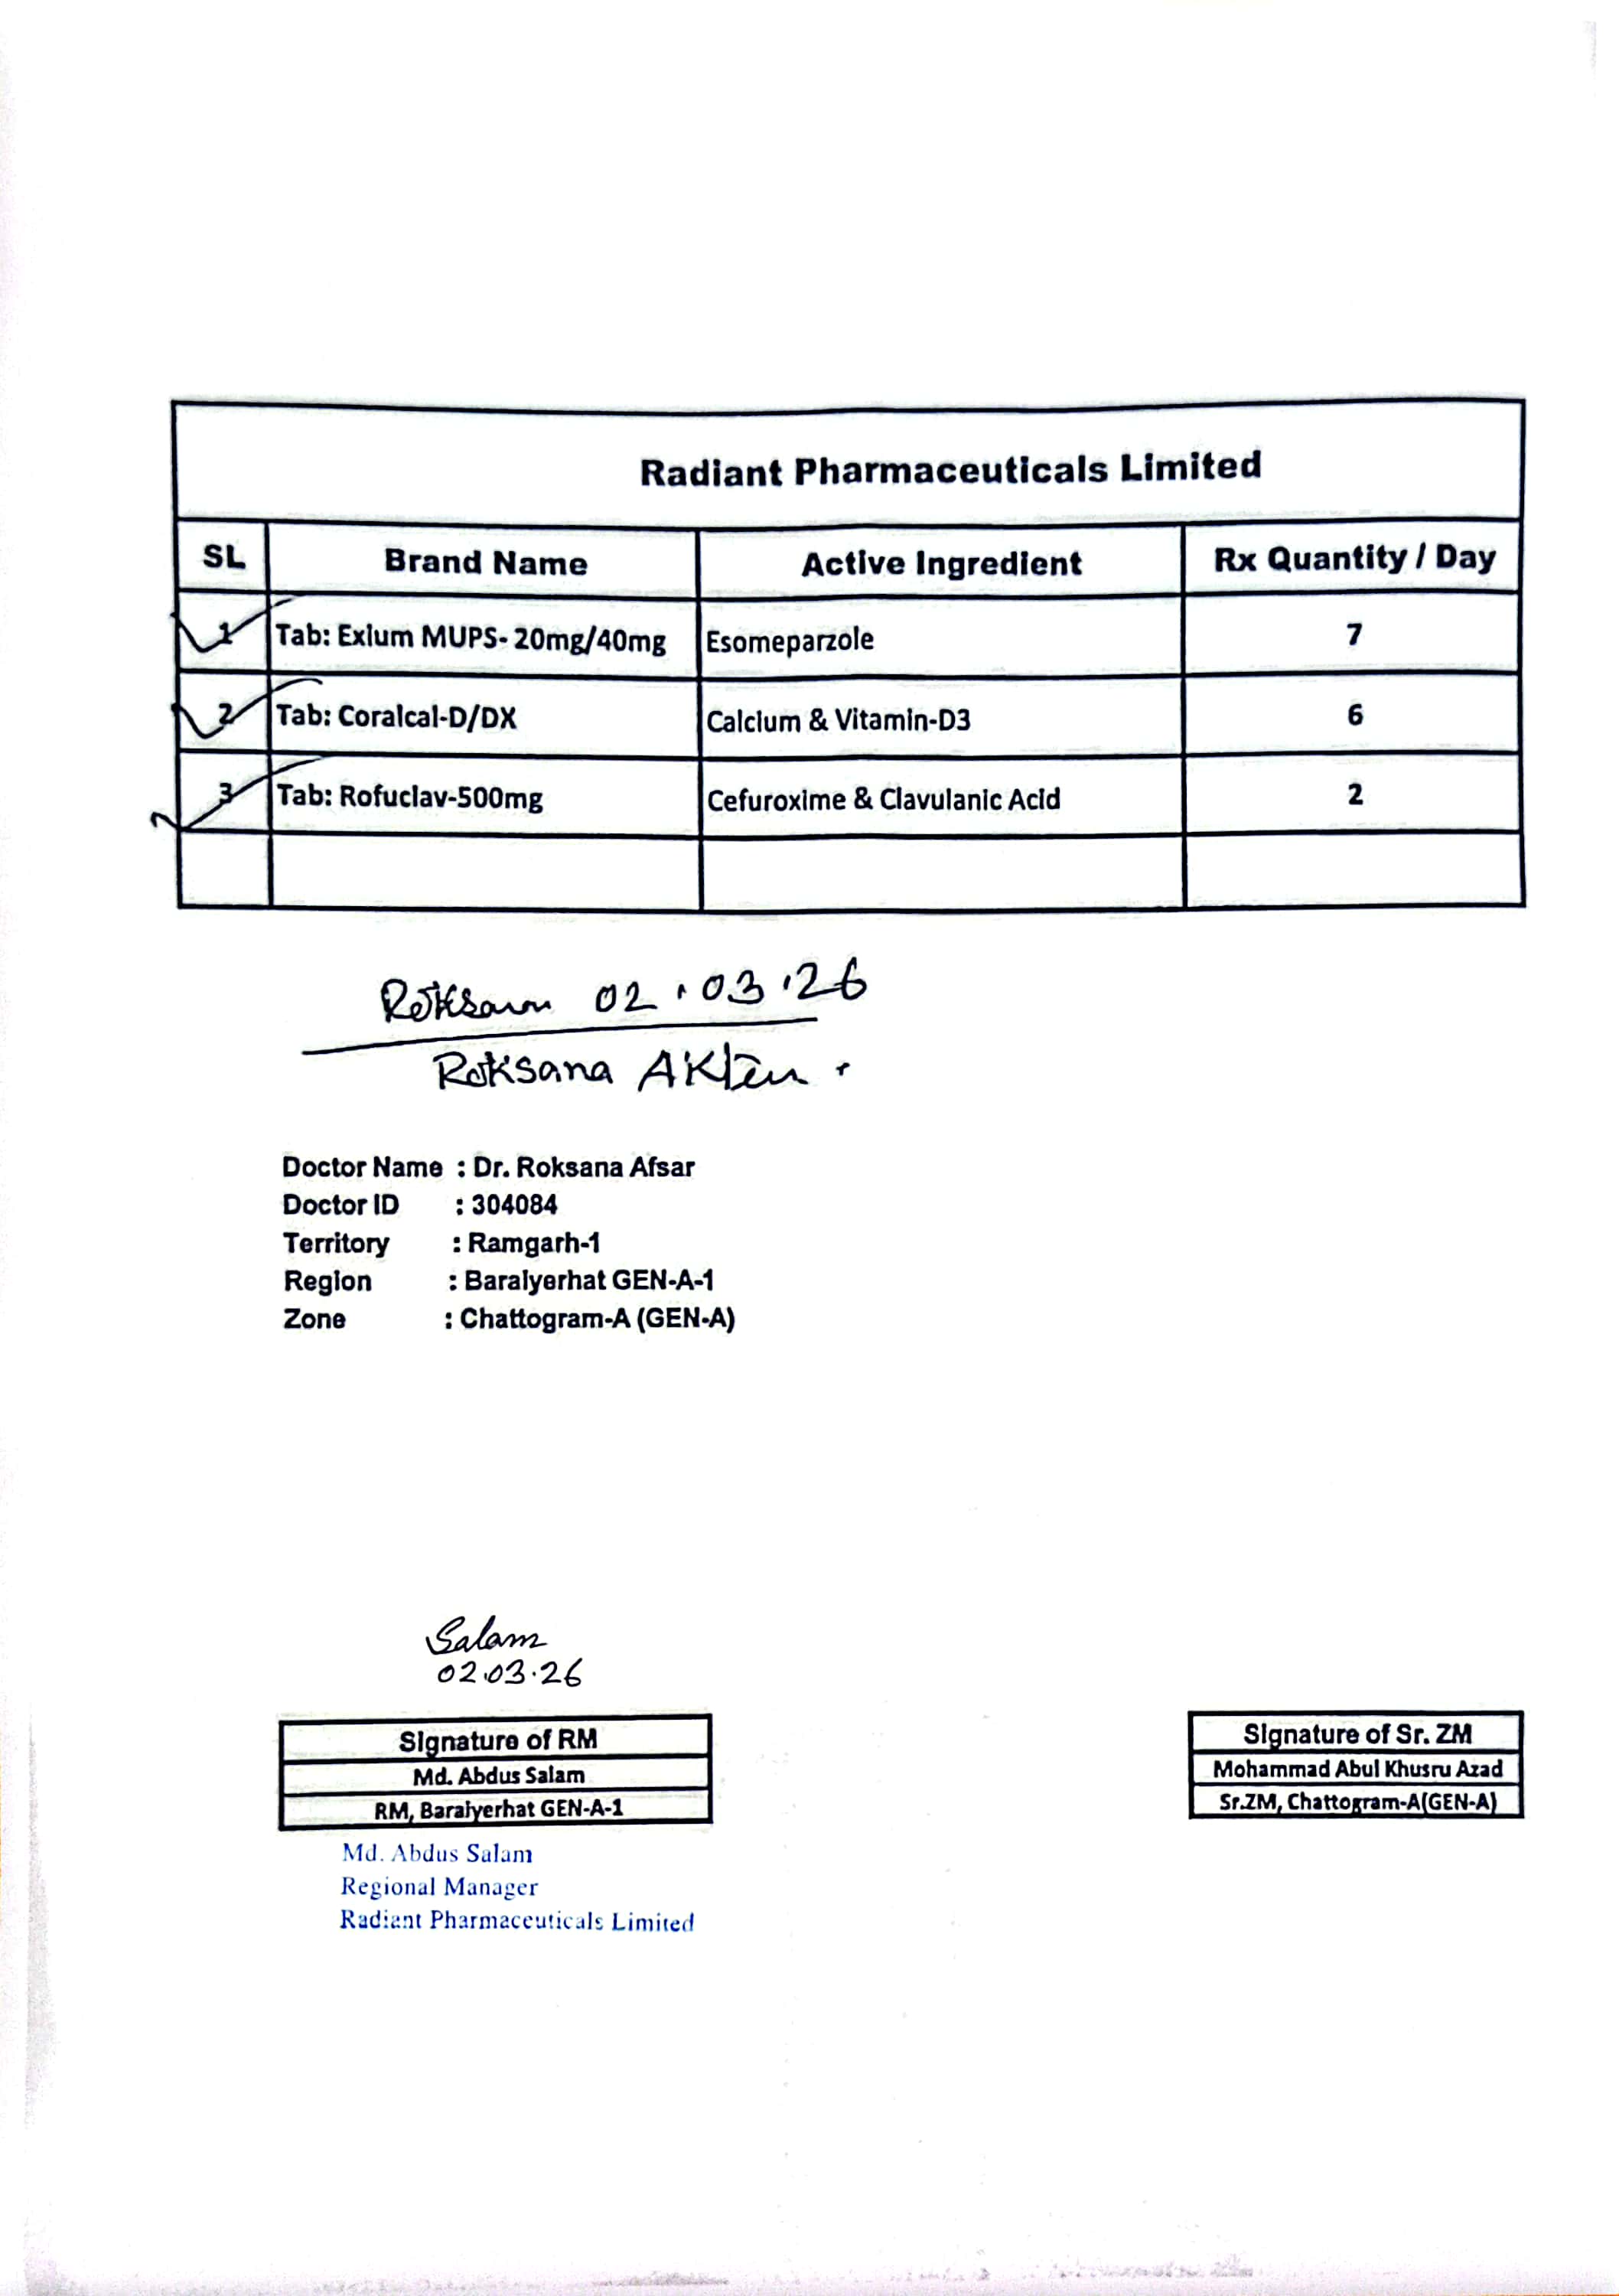 Radiant Pharmaceuticals Limited
SL Brand Name Active Ingredient Rx Quantity / Day
1 Tab: Exium MUPS- 20mg/40mg Esomeparzole 7
2 Tab: Coralcal-D/DX Calcium & Vitamin-D3 6
3 Tab: Rofuclav-500mg Cefuroxime & Clavulanic Acid 2
02.03.26
Roksana Akter.
Doctor Name : Dr. Roksana Afsar
Doctor ID : 304084
Territory : Ramgarh-1
Region : Baraiyerhat GEN-A-1
Zone : Chattogram-A (GEN-A)
Salam
02.03.26
Signature of RM
Md. Abdus Salam
RM, Baraiyerhat GEN-A-1
Md. Abdus Salam
Regional Manager
Radiant Pharmaceuticals Limited
Signature of Sr. ZM
Mohammad Abul Khusru Azad
Sr.ZM, Chattogram-A(GEN-A)